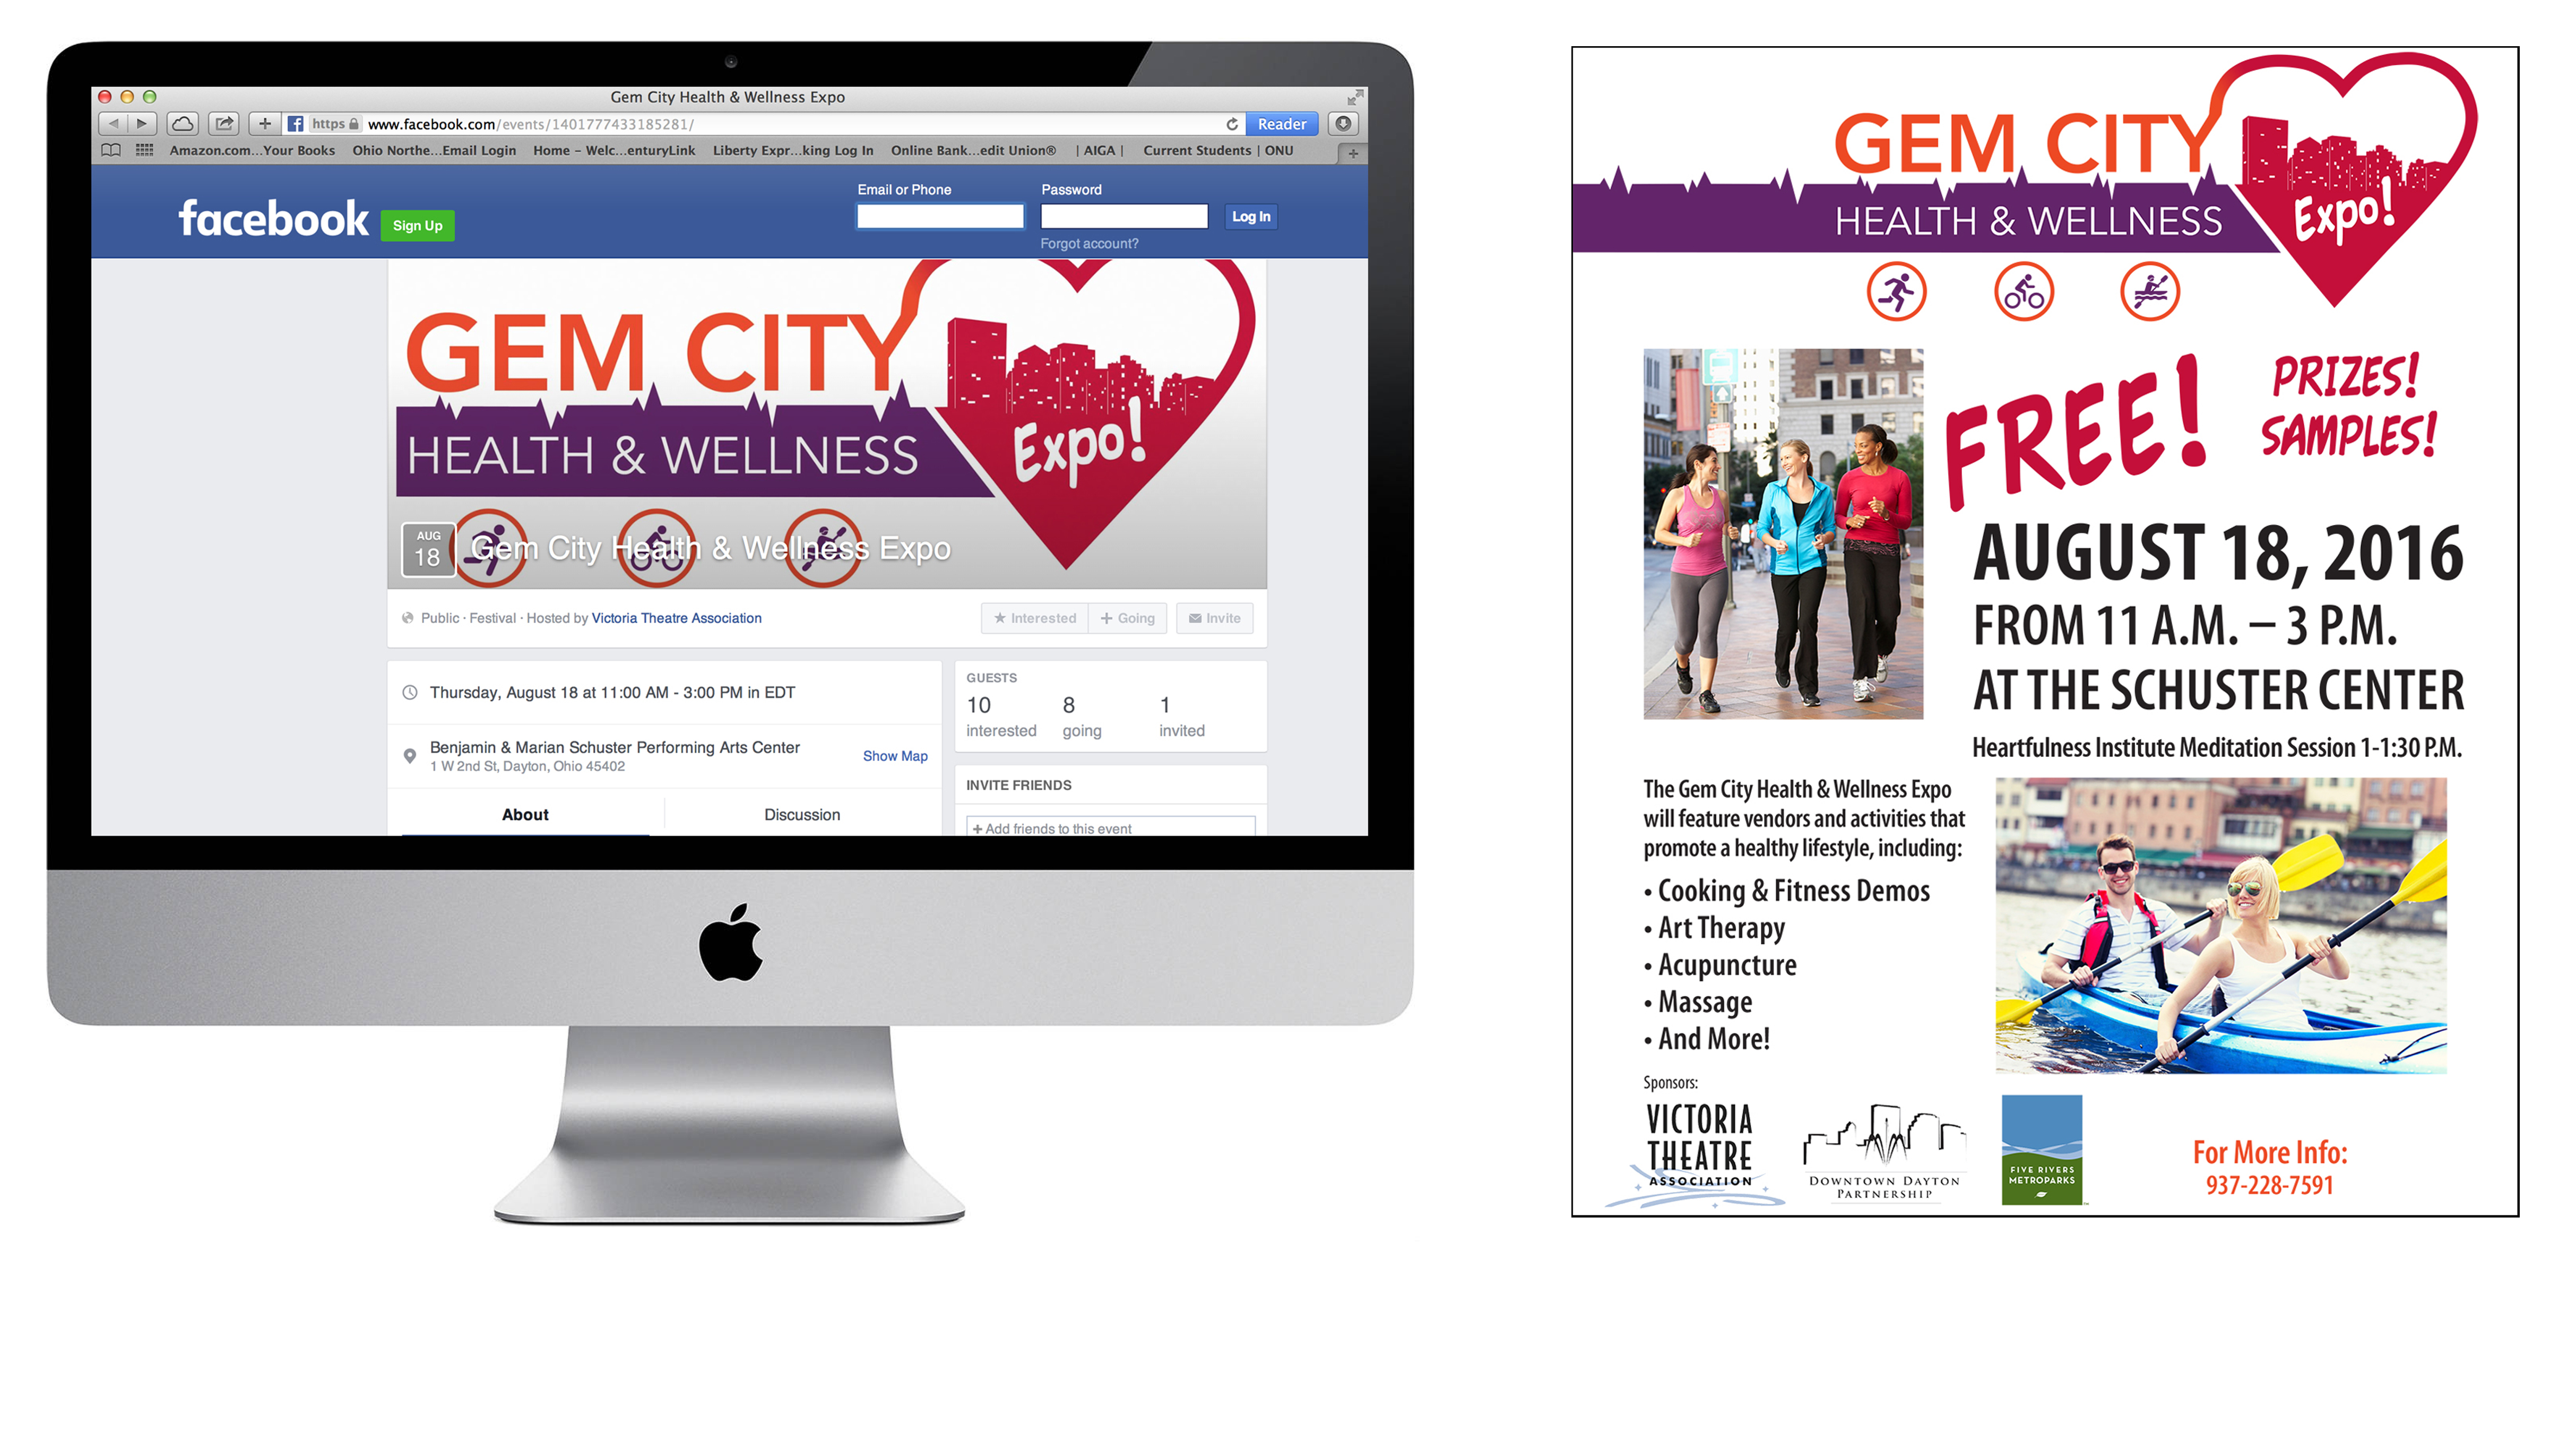 Gem City Health & Wellness Expo
https www.facebook.com/events/1401777433185281/
Reader
Amazon.com...Your Books Ohio Northe...Email Login Home – Welc...enturyLink Liberty Expr...king Log In Online Bank...edit Union® | AIGA | Current Students | ONU
facebook
Sign Up
Email or Phone
Password
Log In
Forgot account?
GEM CITY
HEALTH & WELLNESS
Expo!
AUG
18
Gem City Health & Wellness Expo
Public · Festival · Hosted by Victoria Theatre Association
Interested
Going
Invite
Thursday, August 18 at 11:00 AM - 3:00 PM in EDT
Benjamin & Marian Schuster Performing Arts Center
1 W 2nd St, Dayton, Ohio 45402
Show Map
About
Discussion
GUESTS
10 8 1
interested going invited
INVITE FRIENDS
+ Add friends to this event
GEM CITY
HEALTH & WELLNESS
Expo!
FREE!
PRIZES!
SAMPLES!
AUGUST 18, 2016
FROM 11 A.M. – 3 P.M.
AT THE SCHUSTER CENTER
Heartfulness Institute Meditation Session 1-1:30 P.M.
The Gem City Health & Wellness Expo
will feature vendors and activities that
promote a healthy lifestyle, including:
• Cooking & Fitness Demos
• Art Therapy
• Acupuncture
• Massage
• And More!
Sponsors:
VICTORIA
THEATRE
ASSOCIATION
DOWNTOWN DAYTON
PARTNERSHIP
FIVE RIVERS
METROPARKS
For More Info:
937-228-7591